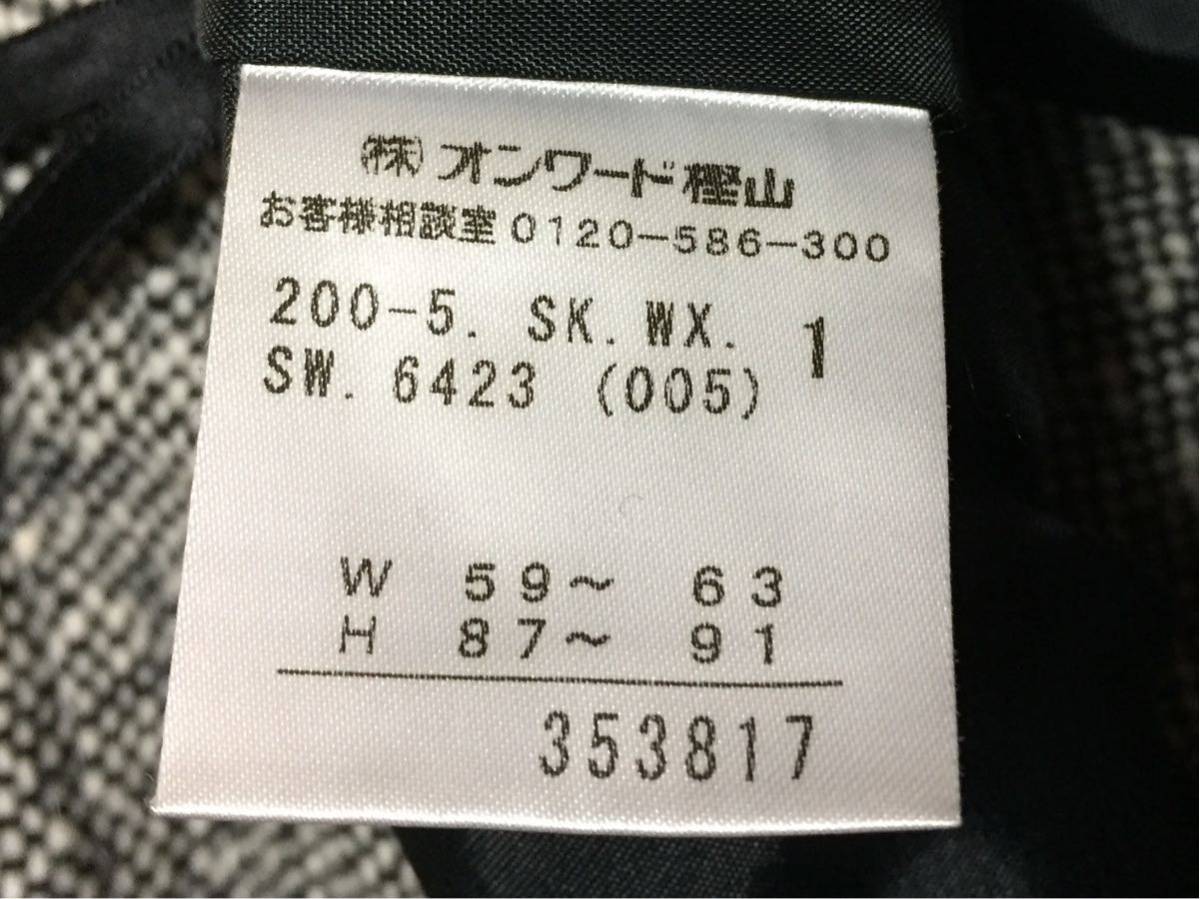 ㈱オンワード樫山
お客様相談室 0120-586-300
200-5. SK. WX. 1
SW. 6423 (005)
W 59～ 63
H 87～ 91
353817